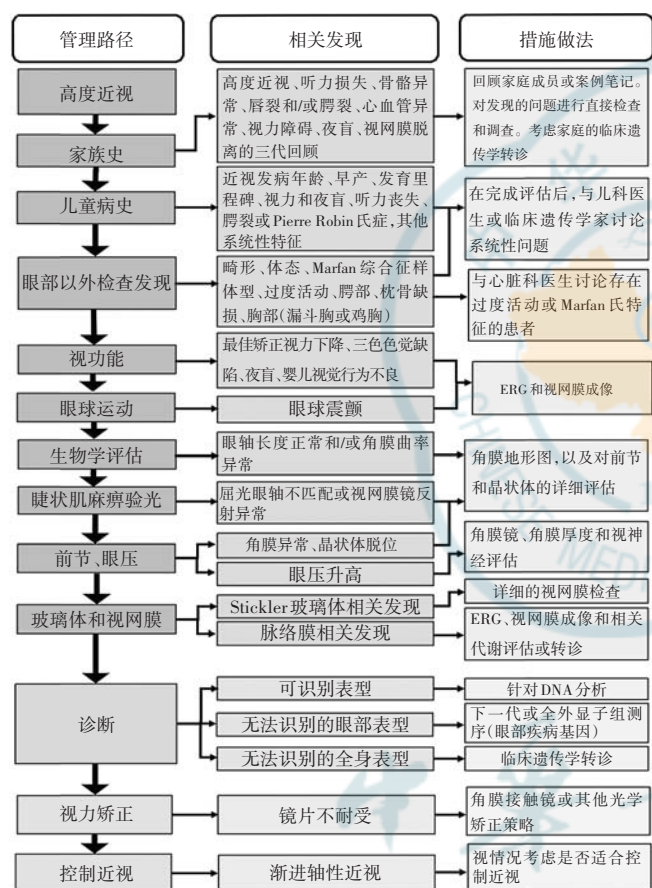 管理路径
相关发现
措施做法
高度近视
家族史
高度近视、听力损失、骨骼异
常、唇裂和/或腭裂、心血管异
常、视力障碍、夜盲、视网膜脱
离的三代回顾
回顾家庭成员或案例笔记。
对发现的问题进行直接检查
和调查。考虑家庭的临床遗
传学转诊
儿童病史
近视发病年龄、早产、发育里
程碑、视力和夜盲、听力丧失、
腭裂或Pierre Robin氏症，其他
系统性特征
在完成评估后，与儿科医
生或临床遗传学家讨论
系统性问题
眼部以外检查发现
畸形、体态、Marfan综合征样
体型、过度活动、腭部、枕骨缺
损、胸部(漏斗胸或鸡胸)
与心脏科医生讨论存在
过度活动或Marfan氏特
征的患者
视功能
最佳矫正视力下降、三色色觉缺
陷、夜盲、婴儿视觉行为不良
ERG和视网膜成像
眼球运动
眼球震颤
生物学评估
眼轴长度正常和/或角膜曲率
异常
角膜地形图，以及对前节
和晶状体的详细评估
睫状肌麻痹验光
屈光眼轴不匹配或视网膜镜反
射异常
前节、眼压
角膜异常、晶状体脱位
眼压升高
角膜镜、角膜厚度和视神
经评估
玻璃体和视网膜
Stickler玻璃体相关发现
详细的视网膜检查
脉络膜相关发现
ERG、视网膜成像和相关
代谢评估或转诊
诊断
可识别表型
针对DNA分析
无法识别的眼部表型
下一代或全外显子组测
序(眼部疾病基因)
无法识别的全身表型
临床遗传学转诊
视力矫正
镜片不耐受
角膜接触镜或其他光学
矫正策略
控制近视
渐进轴性近视
视情况考虑是否适合控
制近视